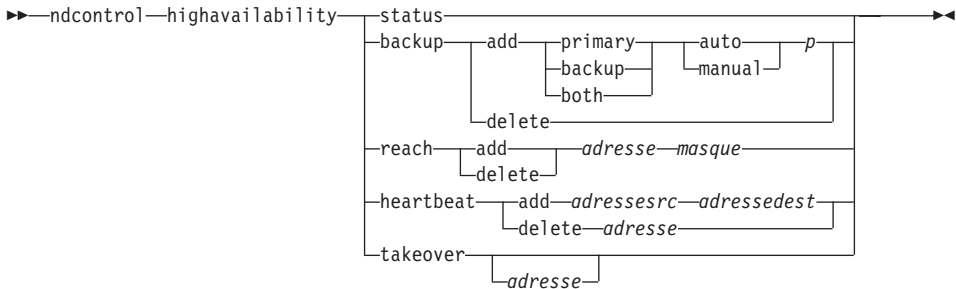 ndcontrol highavailability status
backup add primary auto p
backup manual
both
delete
reach add adresse masque
delete
heartbeat add adressesrc adressedest
delete adresse
takeover
adresse